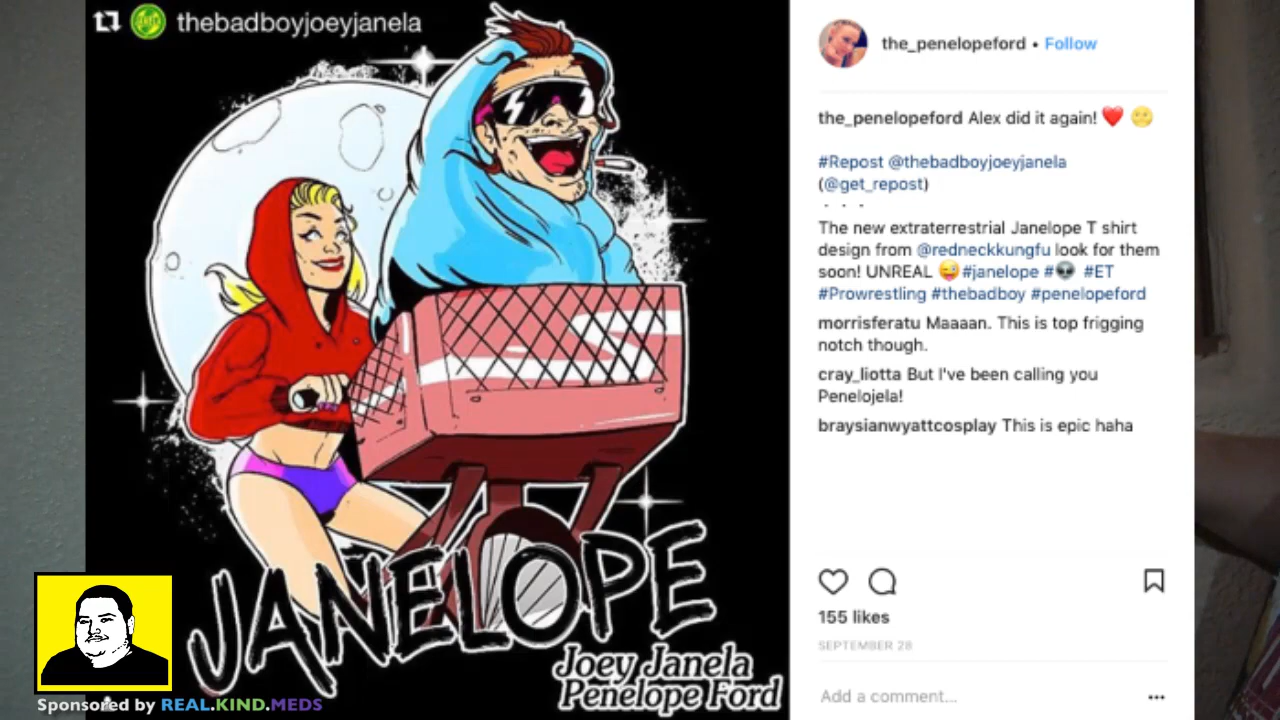 thebadboyjoeyjanela
JANELOPE
Joey Janela
Penelope Ford
the_penelopeford • Follow
the_penelopeford Alex did it again! ❤️ 🌝
#Repost @thebadboyjoeyjanela
(@get_repost)
・・・
The new extraterrestrial Janelope T shirt
design from @redneckkungfu look for them
soon! UNREAL 😜#janelope #👽 #ET
#Prowrestling #thebadboy #penelopeford
morrisferatu Maaaan. This is top frigging
notch though.
cray_liotta But I've been calling you
Penelojela!
braysianwyattcosplay This is epic haha
155 likes
SEPTEMBER 28
Add a comment...
Sponsored by REAL.KIND.MEDS